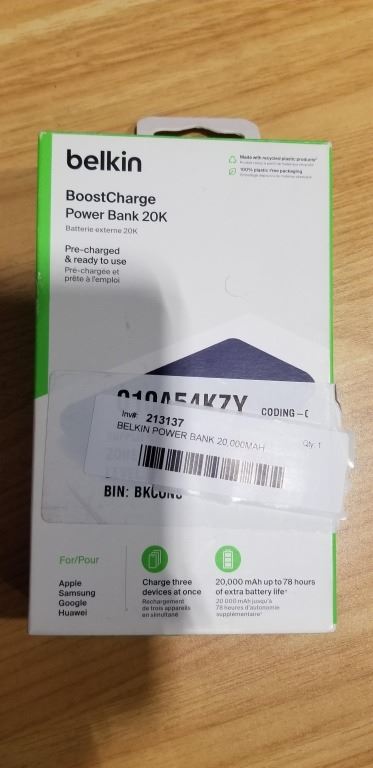 belkin
Made with recycled plastic products*
100% plastic-free packaging
BoostCharge
Power Bank 20K
Batterie externe 20K
Pre-charged
& ready to use
Pré-chargée et
prête à l'emploi
CODING-C
Inv#: 213137
BELKIN POWER BANK 20,000MAH
Qty: 1
BIN:
For/Pour
Apple
Samsung
Google
Huawei
Charge three
devices at once
Rechargement
de trois appareils
en simultané
20,000 mAh up to 78 hours
of extra battery life*
20 000 mAh jusqu'à
78 heures d'autonomie
supplémentaire*